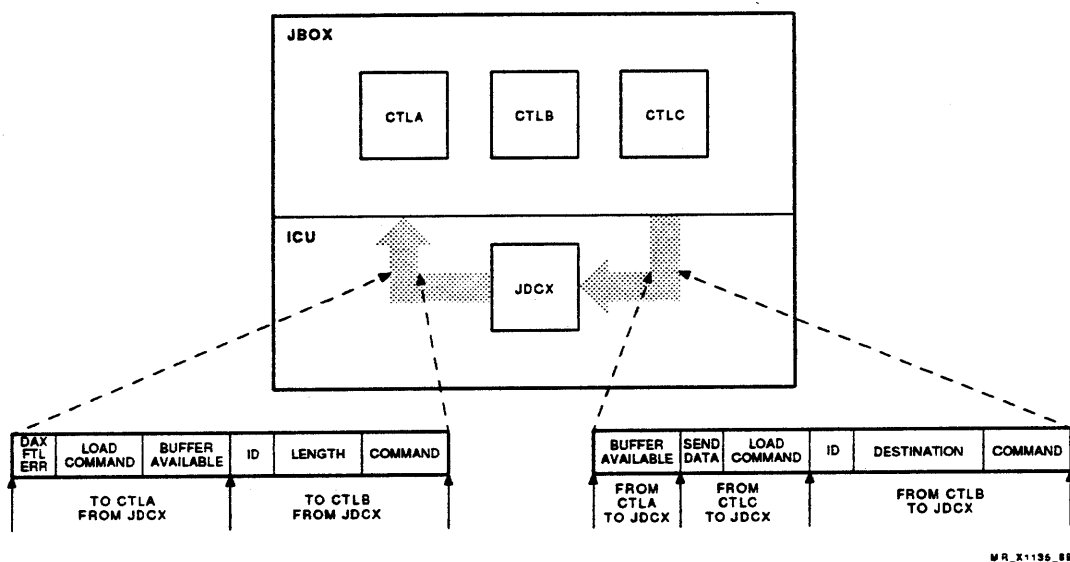 JBOX
CTLA
CTLB
CTLC
ICU
JDCX
DAX
FTL
ERR
LOAD
COMMAND
BUFFER
AVAILABLE
ID
LENGTH
COMMAND
TO CTLA
FROM JDCX
TO CTLB
FROM JDCX
BUFFER
AVAILABLE
SEND
DATA
LOAD
COMMAND
ID
DESTINATION
COMMAND
FROM
CTLA
TO JDCX
FROM
CTLC
TO JDCX
FROM CTLB
TO JDCX